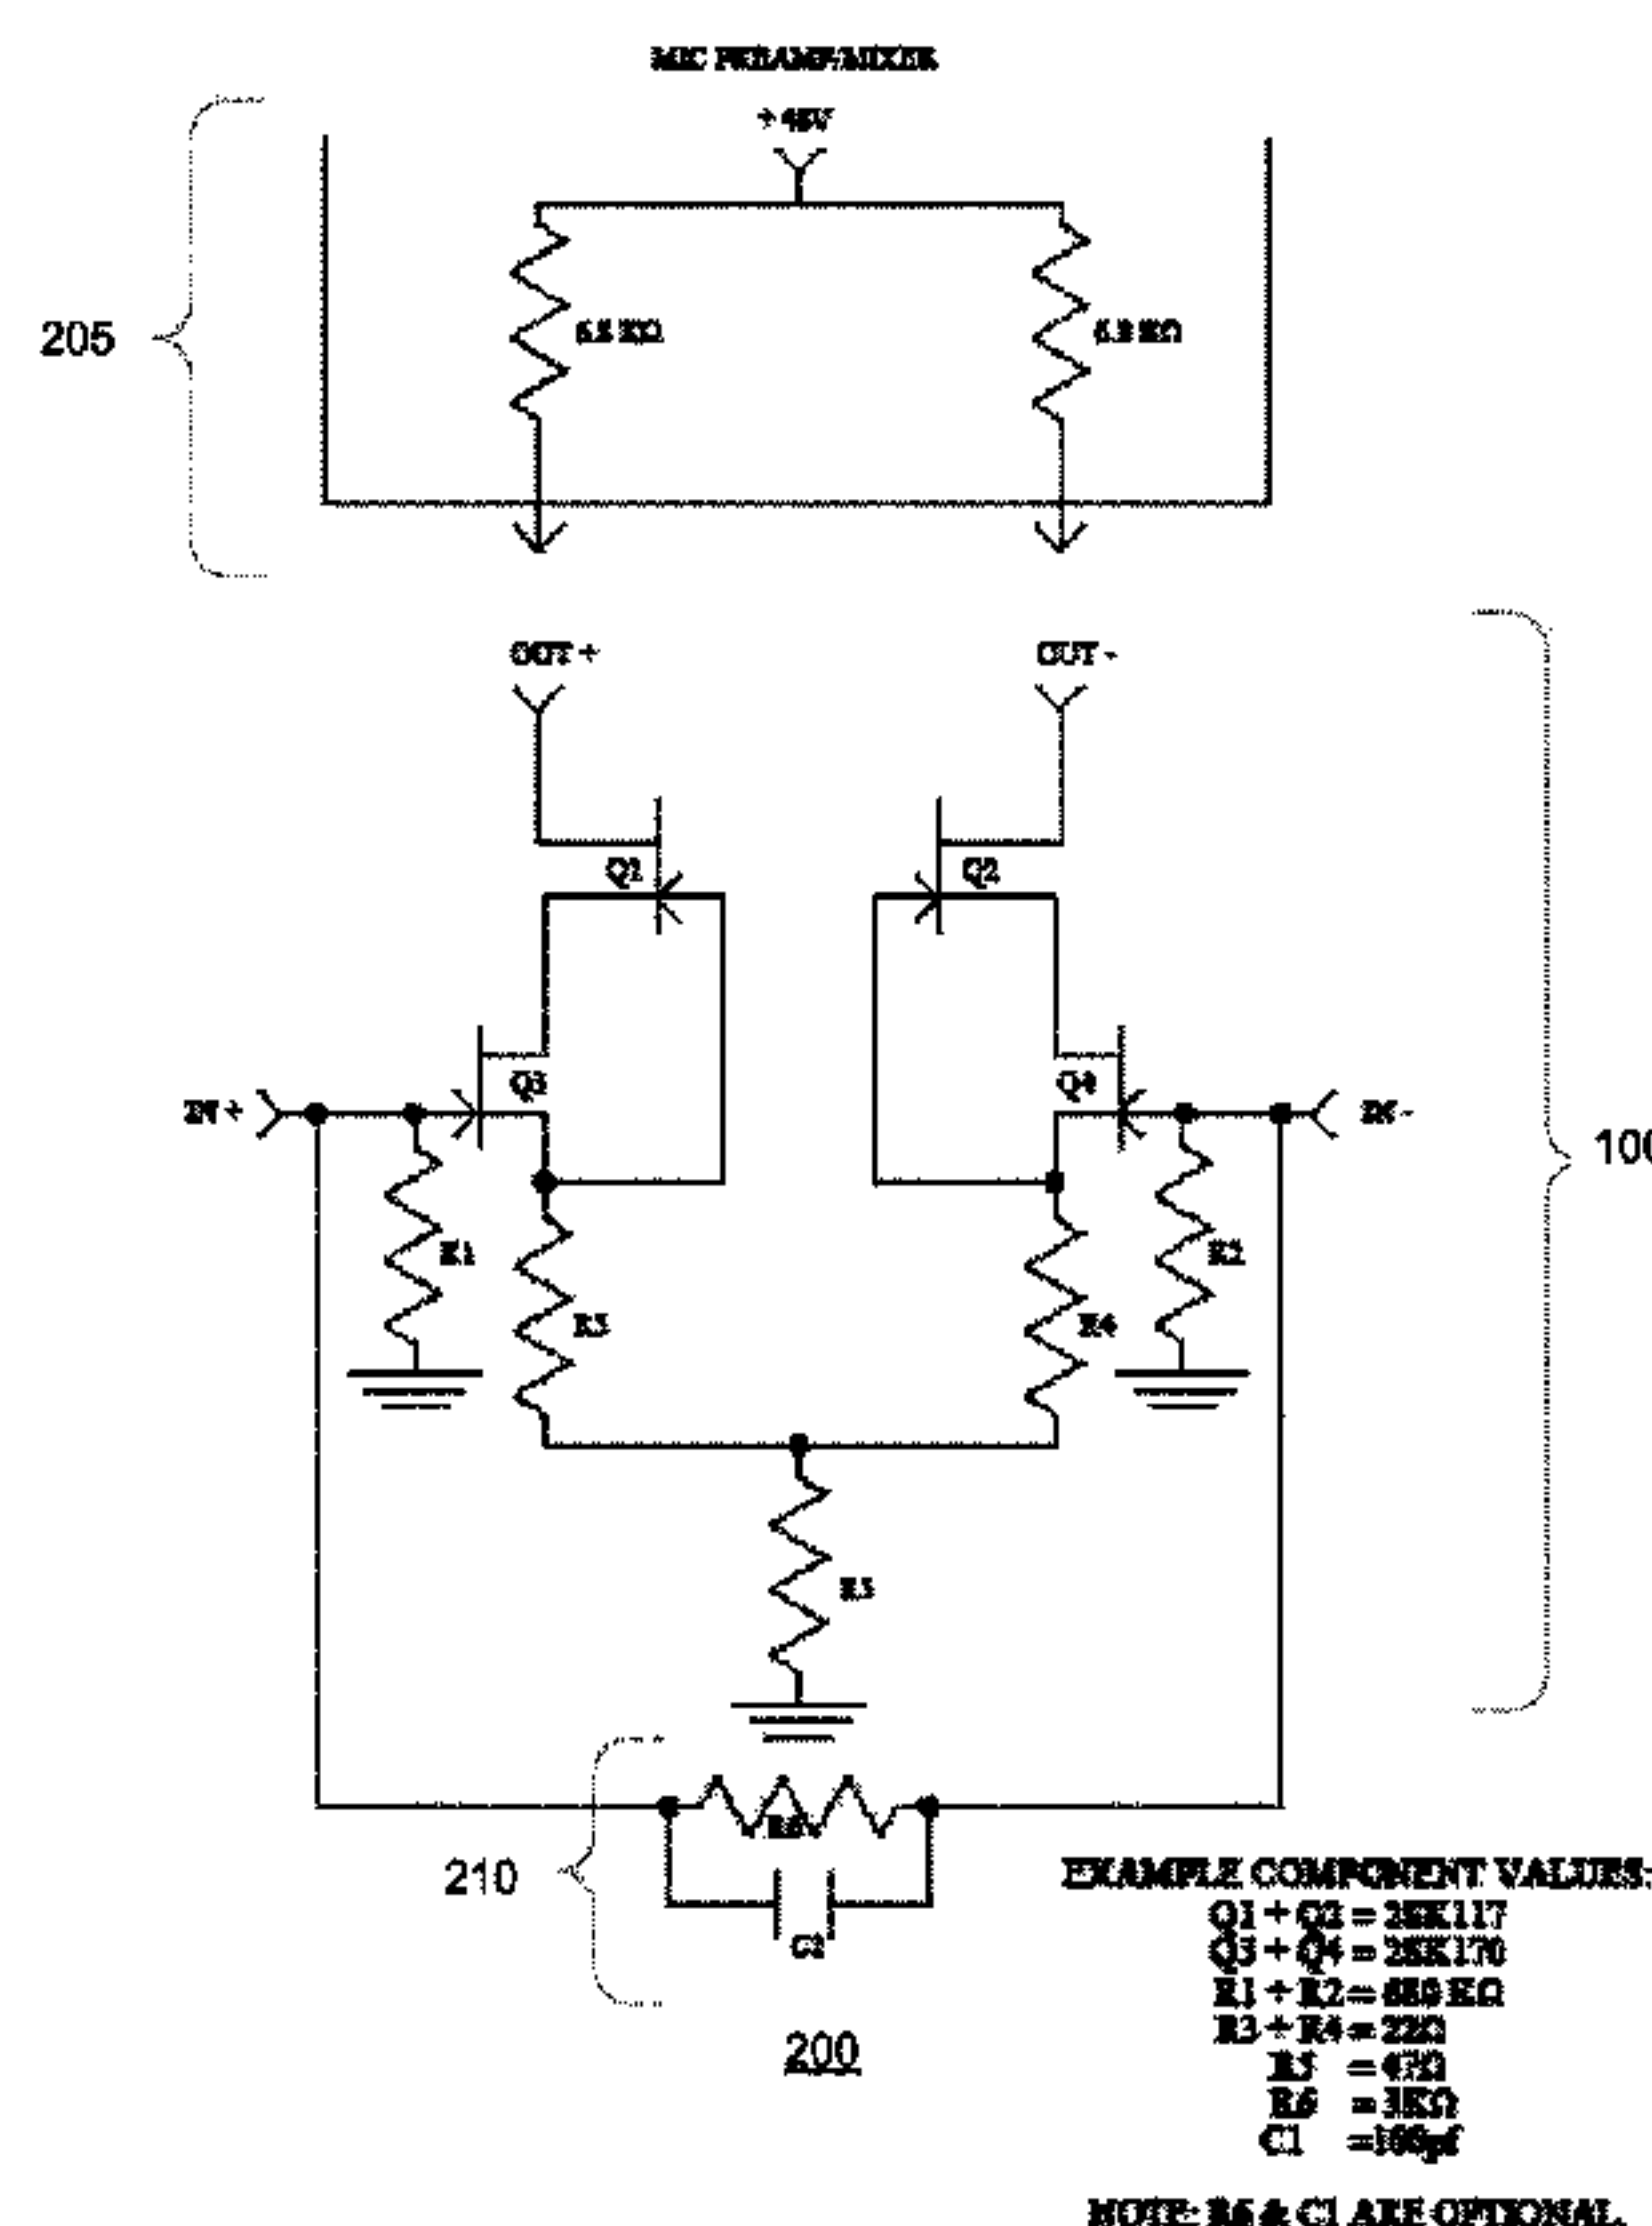 MIC PREAMP/MIXER
+48V
205
6.8 KΩ
6.8 KΩ
OUT +
OUT -
Q1
Q2
Q3
Q4
IN +
IN -
100
R1
R2
R3
R4
R5
R6
210
200
EXAMPLE COMPONENT VALUES:
Q1 + Q2 = 2SK117
Q3 + Q4 = 2SK170
R1 + R2 = 680 KΩ
R3 + R4 = 22Ω
R5 = 47Ω
R6 = 3KΩ
C1 =100pf
NOTE: R6 & C1 ARE OPTIONAL